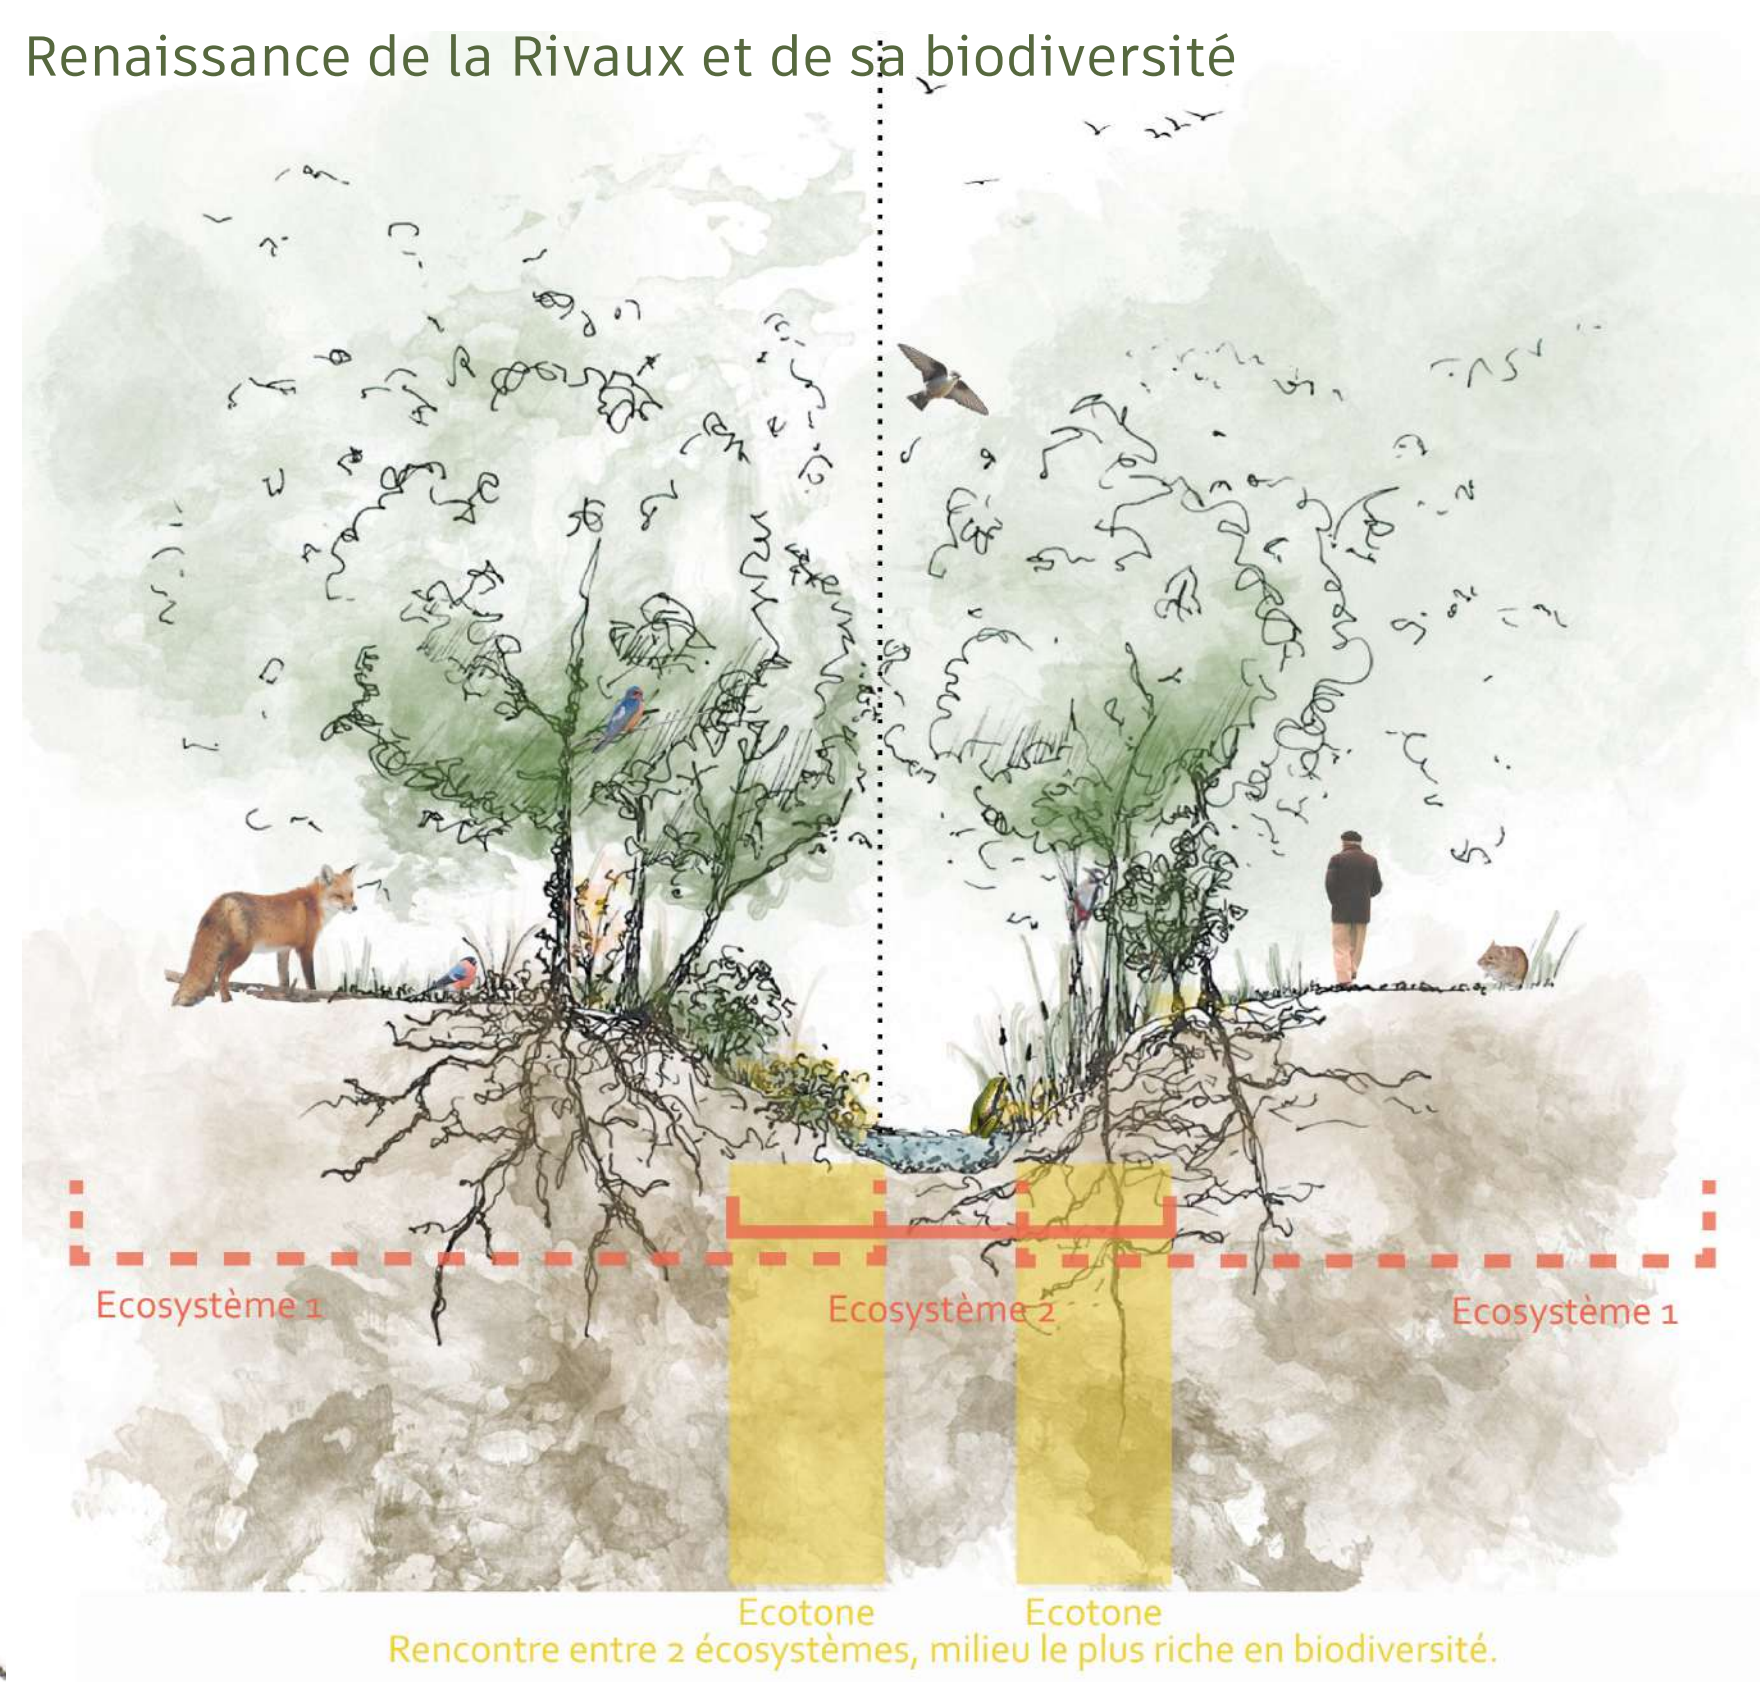 Renaissance de la Rivaux et de sa biodiversité
Ecosystème 1
Ecosystème 2
Ecosystème 1
Ecotone
Ecotone
Rencontre entre 2 écosystèmes, milieu le plus riche en biodiversité.